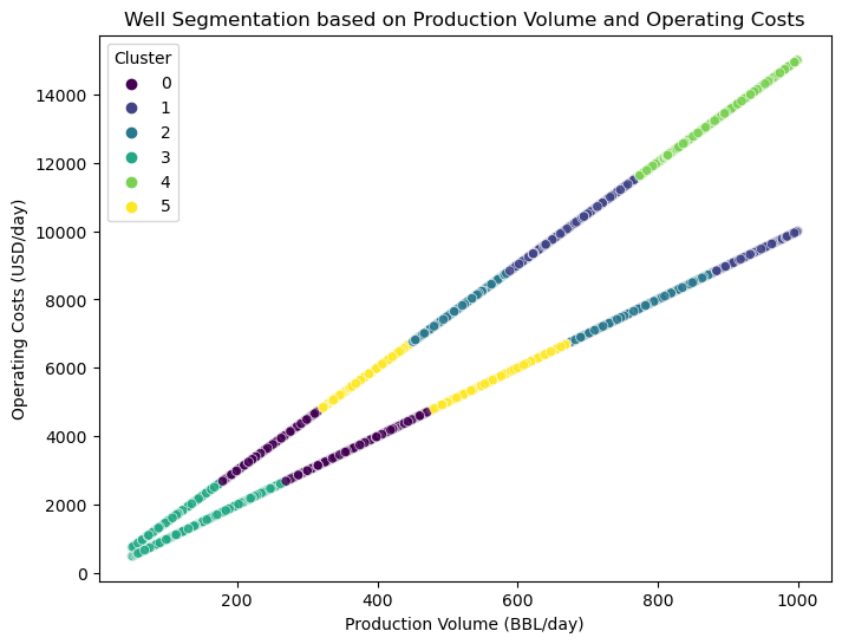 Well Segmentation based on Production Volume and Operating Costs
Cluster
0
1
2
3
4
5
14000
12000
10000
8000
6000
4000
2000
0
Operating Costs (USD/day)
200 400 600 800 1000
Production Volume (BBL/day)